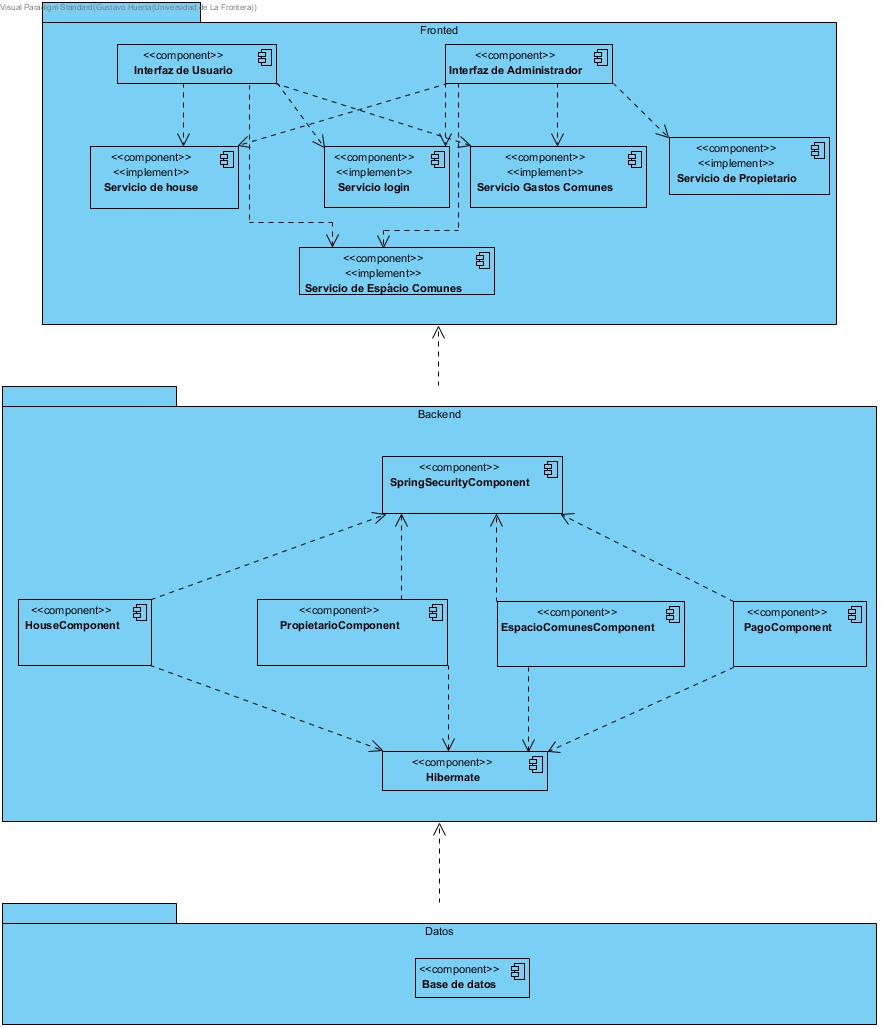 Visual Paradigm Standard(Gustavo Huerta(Universidad de La Frontera))
Fronted
<<component>>
Interfaz de Usuario
<<component>>
Interfaz de Administrador
<<component>>
<<implement>>
Servicio de house
<<component>>
<<implement>>
Servicio login
<<component>>
<<implement>>
Servicio Gastos Comunes
<<component>>
<<implement>>
Servicio de Propietario
<<component>>
<<implement>>
Servicio de Espácio Comunes
Backend
<<component>>
SpringSecurityComponent
<<component>>
HouseComponent
<<component>>
PropietarioComponent
<<component>>
EspacioComunesComponent
<<component>>
PagoComponent
<<component>>
Hibermate
Datos
<<component>>
Base de datos